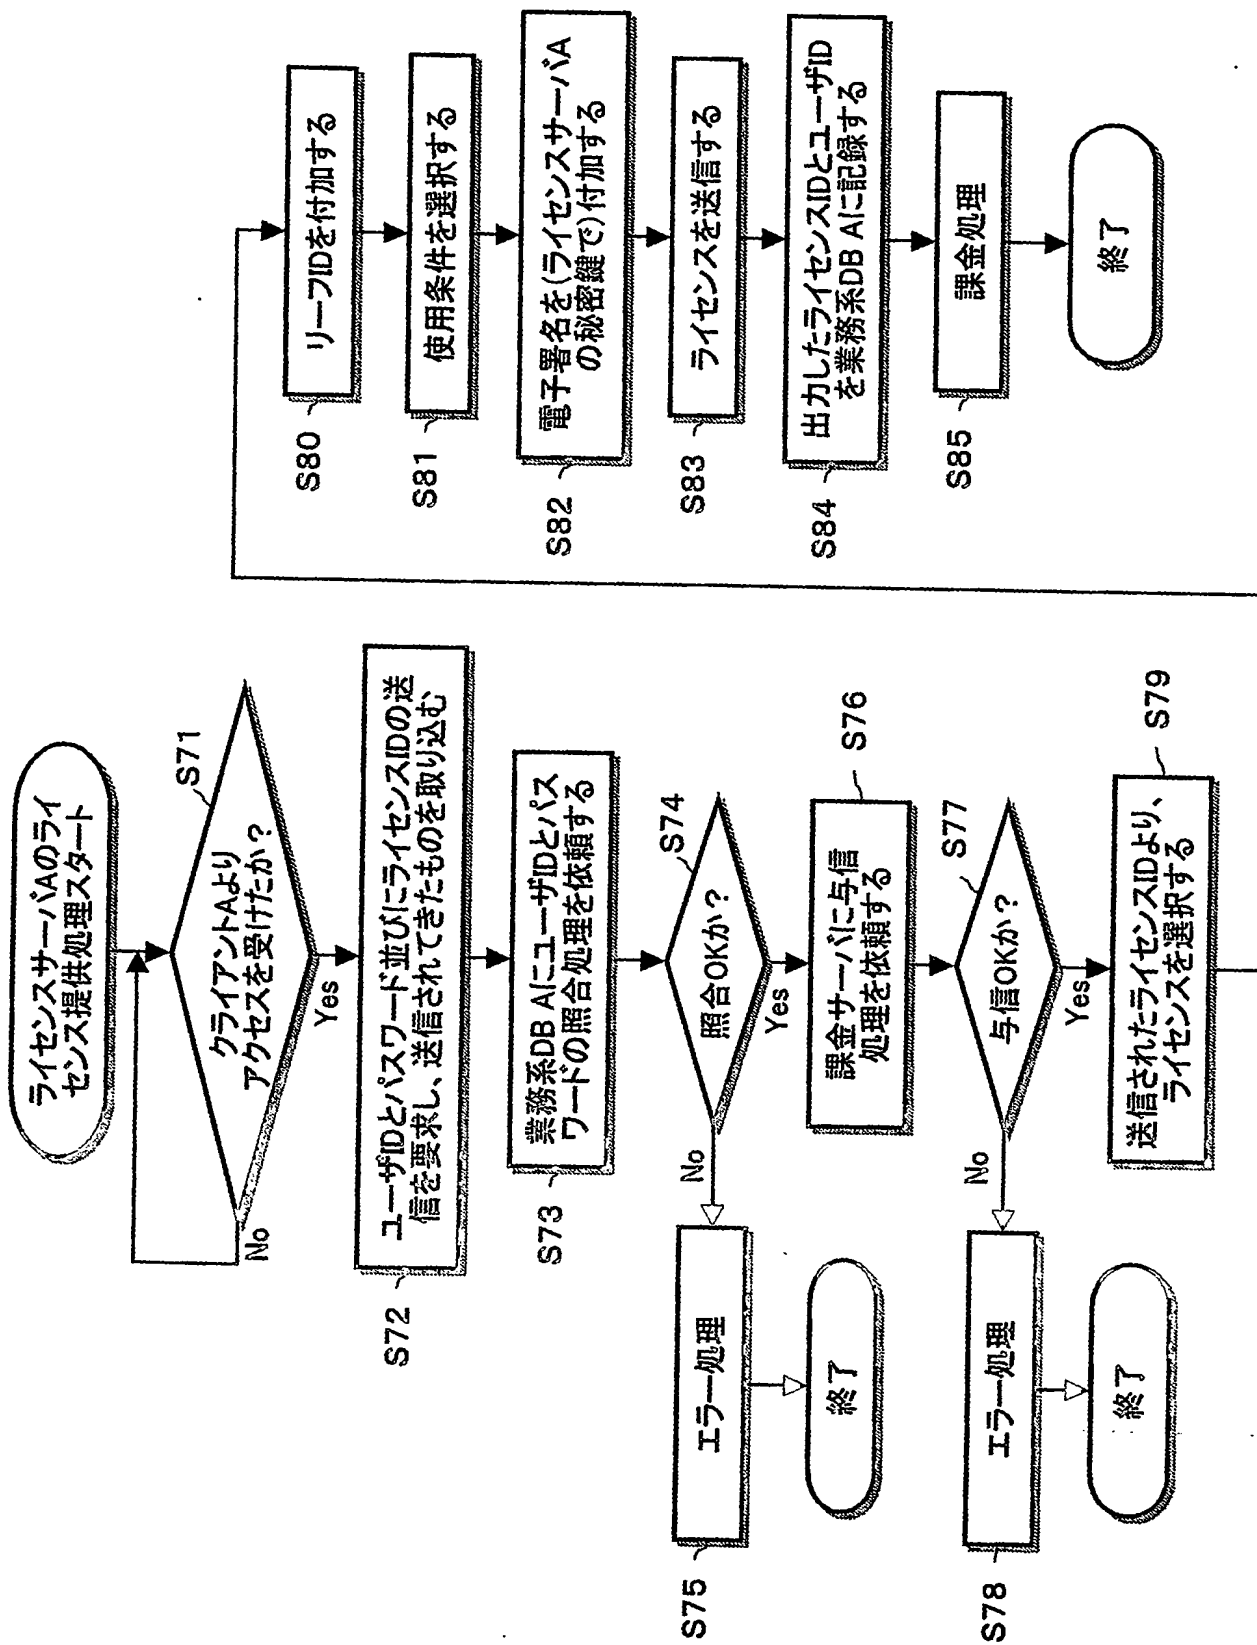 ライセンスサーバAのライ
センス提供処理スタート
S71
クライアントAより
アクセスを受けたか？
No
Yes
S72
ユーザIDとパスワード並びにライセンスIDの送
信を要求し、送信されてきたものを取り込む
S73
業務系DB AにユーザIDとパス
ワードの照合処理を依頼する
S74
照合OKか？
No
Yes
S75
エラー処理
終了
S76
課金サーバに与信
処理を依頼する
S77
与信OKか？
No
Yes
S78
エラー処理
終了
S79
送信されたライセンスIDより、
ライセンスを選択する
S80
リーフIDを付加する
S81
使用条件を選択する
S82
電子署名を(ライセンスサーバA
の秘密鍵で)付加する
S83
ライセンスを送信する
S84
出力したライセンスIDとユーザID
を業務系DB Aに記録する
S85
課金処理
終了